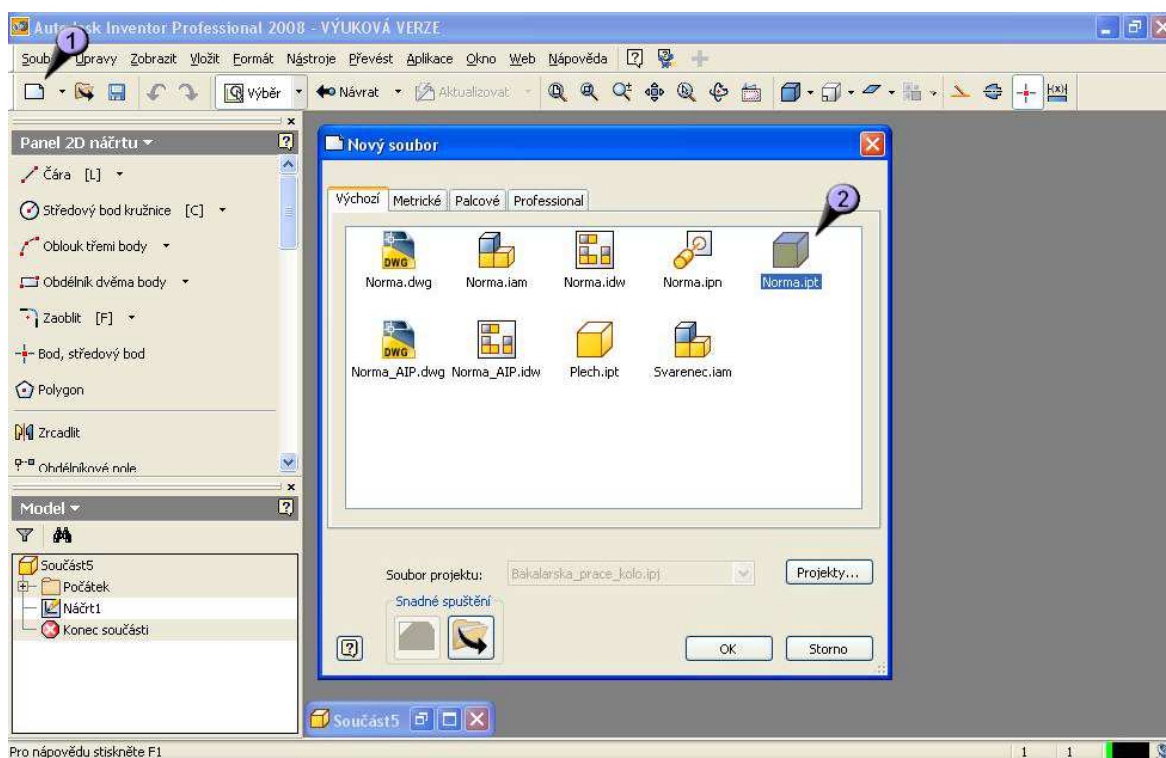 Autodesk Inventor Professional 2008 - VÝUKOVÁ VERZE
1
Soubor Úpravy Zobrazit Vložit Formát Nástroje Převést Aplikace Okno Web Nápověda
Výběr Návrat Aktualizovat
Panel 2D náčrtu
Čára [L]
Středový bod kružnice [C]
Oblouk třemi body
Obdélník dvěma body
Zaoblit [F]
Bod, středový bod
Polygon
Zrcadlit
Obdélníkové pole
Model
Součást5
Počátek
Náčrt1
Konec součásti
Nový soubor
Výchozí Metrické Palcové Professional
2
DWG
Norma.dwg Norma.iam Norma.idw Norma.ipn Norma.ipt
DWG
Norma_AIP.dwg Norma_AIP.idw Plech.ipt Svarenec.iam
Soubor projektu: Bakalarska_prace_kolo.ipj Projekty...
Snadné spuštění
OK Storno
Součást5
Pro nápovědu stiskněte F1 1 1